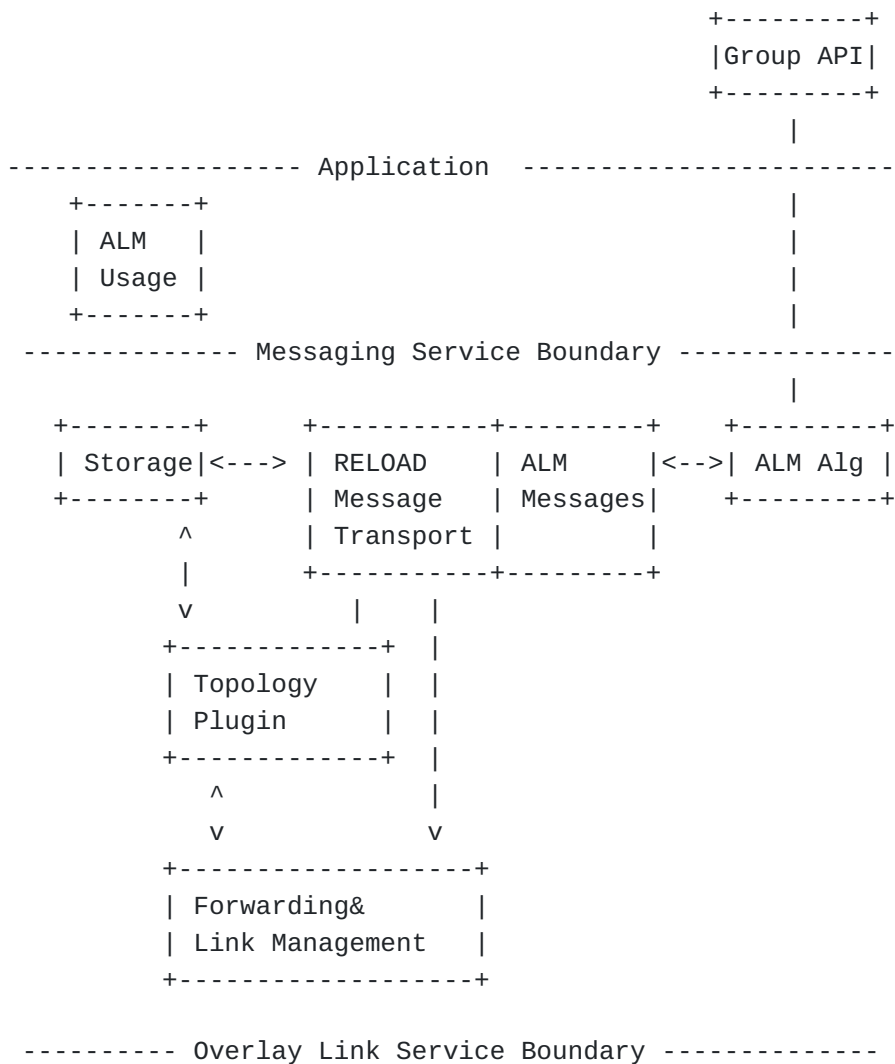 Group API
Application
ALM
Usage
Messaging Service Boundary
Storage RELOAD ALM ALM Alg
Message Messages
Transport
Topology
Plugin
Forwarding&
Link Management
Overlay Link Service Boundary